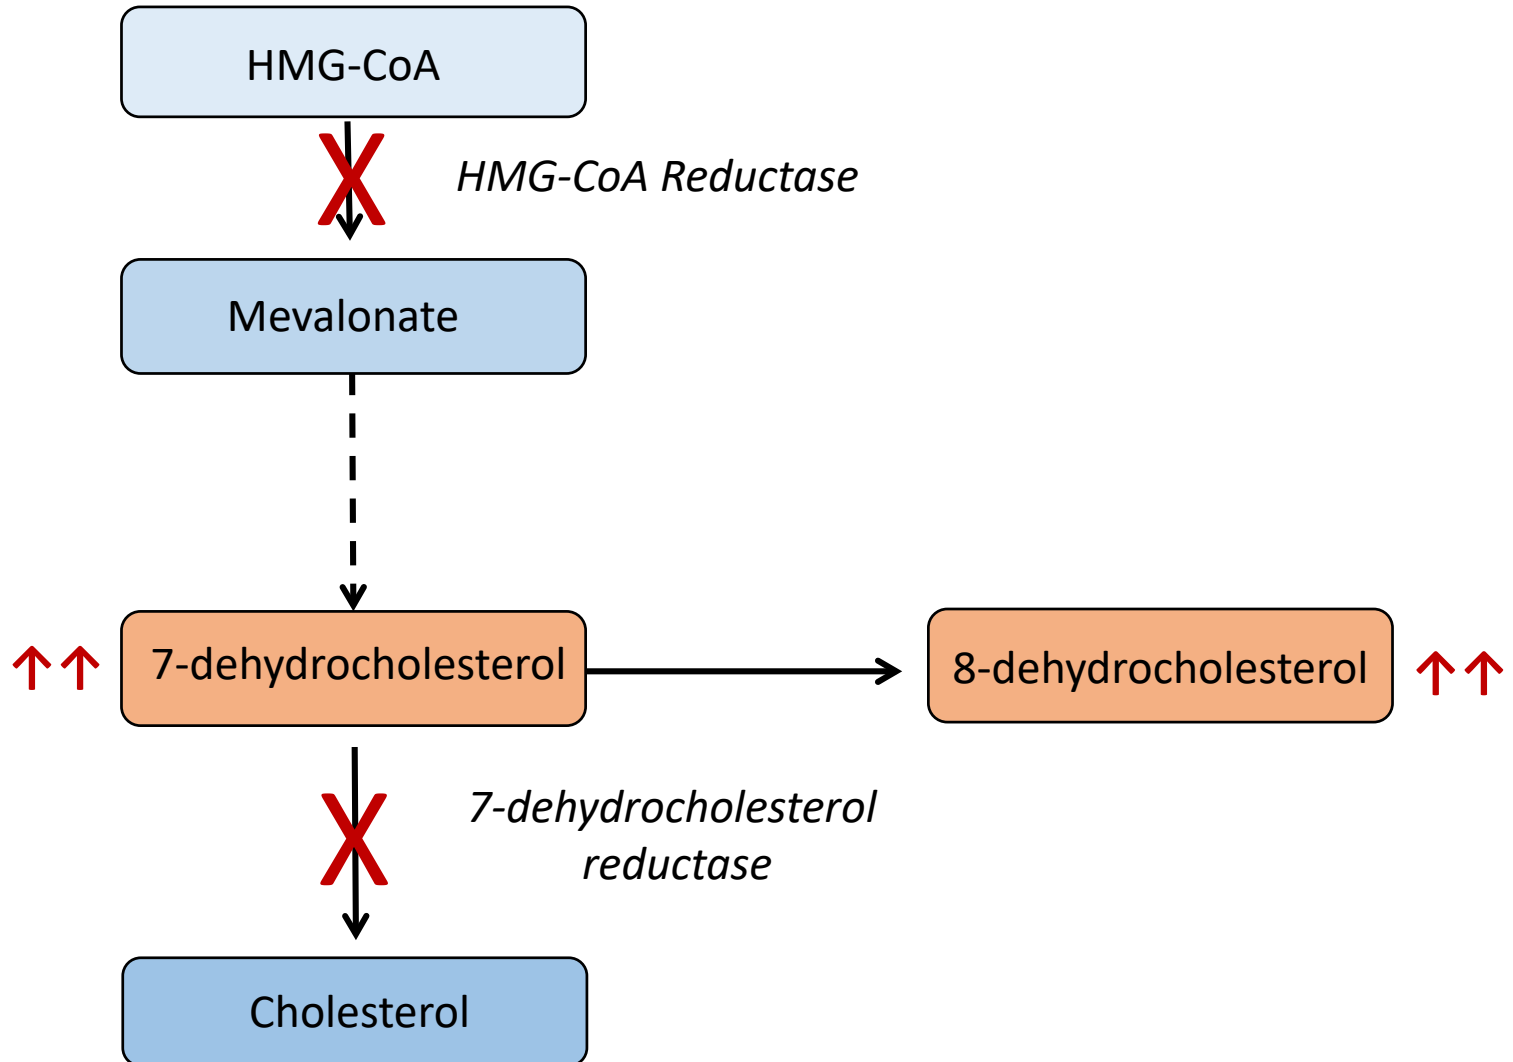 HMG-CoA
HMG-CoA Reductase
Mevalonate
↑↑
7-dehydrocholesterol
8-dehydrocholesterol
↑↑
7-dehydrocholesterol
reductase
Cholesterol